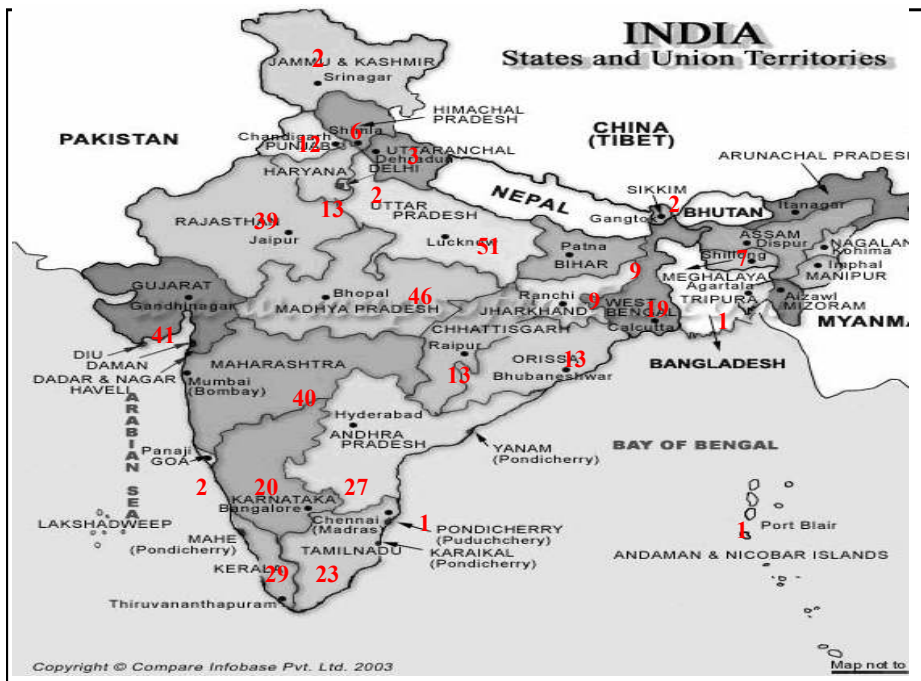 INDIA
States and Union Territories
2
JAMMU & KASHMIR
Srinagar
HIMACHAL
PRADESH
PAKISTAN
CHINA
(TIBET)
Shimla
6
Chandigarh
12
PUNJAB
UTTARANCHAL
3
Dehradun
DELHI
HARYANA
13
2
UTTAR
PRADESH
NEPAL
SIKKIM
2
Gangtok
BHUTAN
ARUNACHAL PRADESH
Itanagar
RAJASTHAN
39
Jaipur
Lucknow
51
Patna
BIHAR
9
ASSAM
Dispur
NAGALAN
Kohima
Shillong
7
MEGHALAYA
Imphal
MANIPUR
Agartala
TRIPURA
1
Aizawl
MIZORAM
MYANMA
GUJARAT
Gandhinagar
41
Bhopal
46
MADHYA PRADESH
Ranchi
9
JHARKHAND
WEST
BENGAL
19
Calcutta
BANGLADESH
CHHATTISGARH
Raipur
13
ORISSA
13
Bhubaneshwar
DIU
DAMAN
DADAR & NAGAR
HAVELI
MAHARASHTRA
Mumbai
(Bombay)
40
ARABIAN SEA
Hyderabad
ANDHRA
PRADESH
27
YANAM
(Pondicherry)
BAY OF BENGAL
Panaji
GOA
2
20
KARNATAKA
Bangalore
LAKSHADWEEP
MAHE
(Pondicherry)
Chennai
(Madras)
1
PONDICHERRY
(Puduchchery)
KARAIKAL
(Pondicherry)
TAMILNADU
23
KERALA
29
Thiruvananthapuram
1
Port Blair
ANDAMAN & NICOBAR ISLANDS
Copyright © Compare Infobase Pvt. Ltd. 2003
Map not to